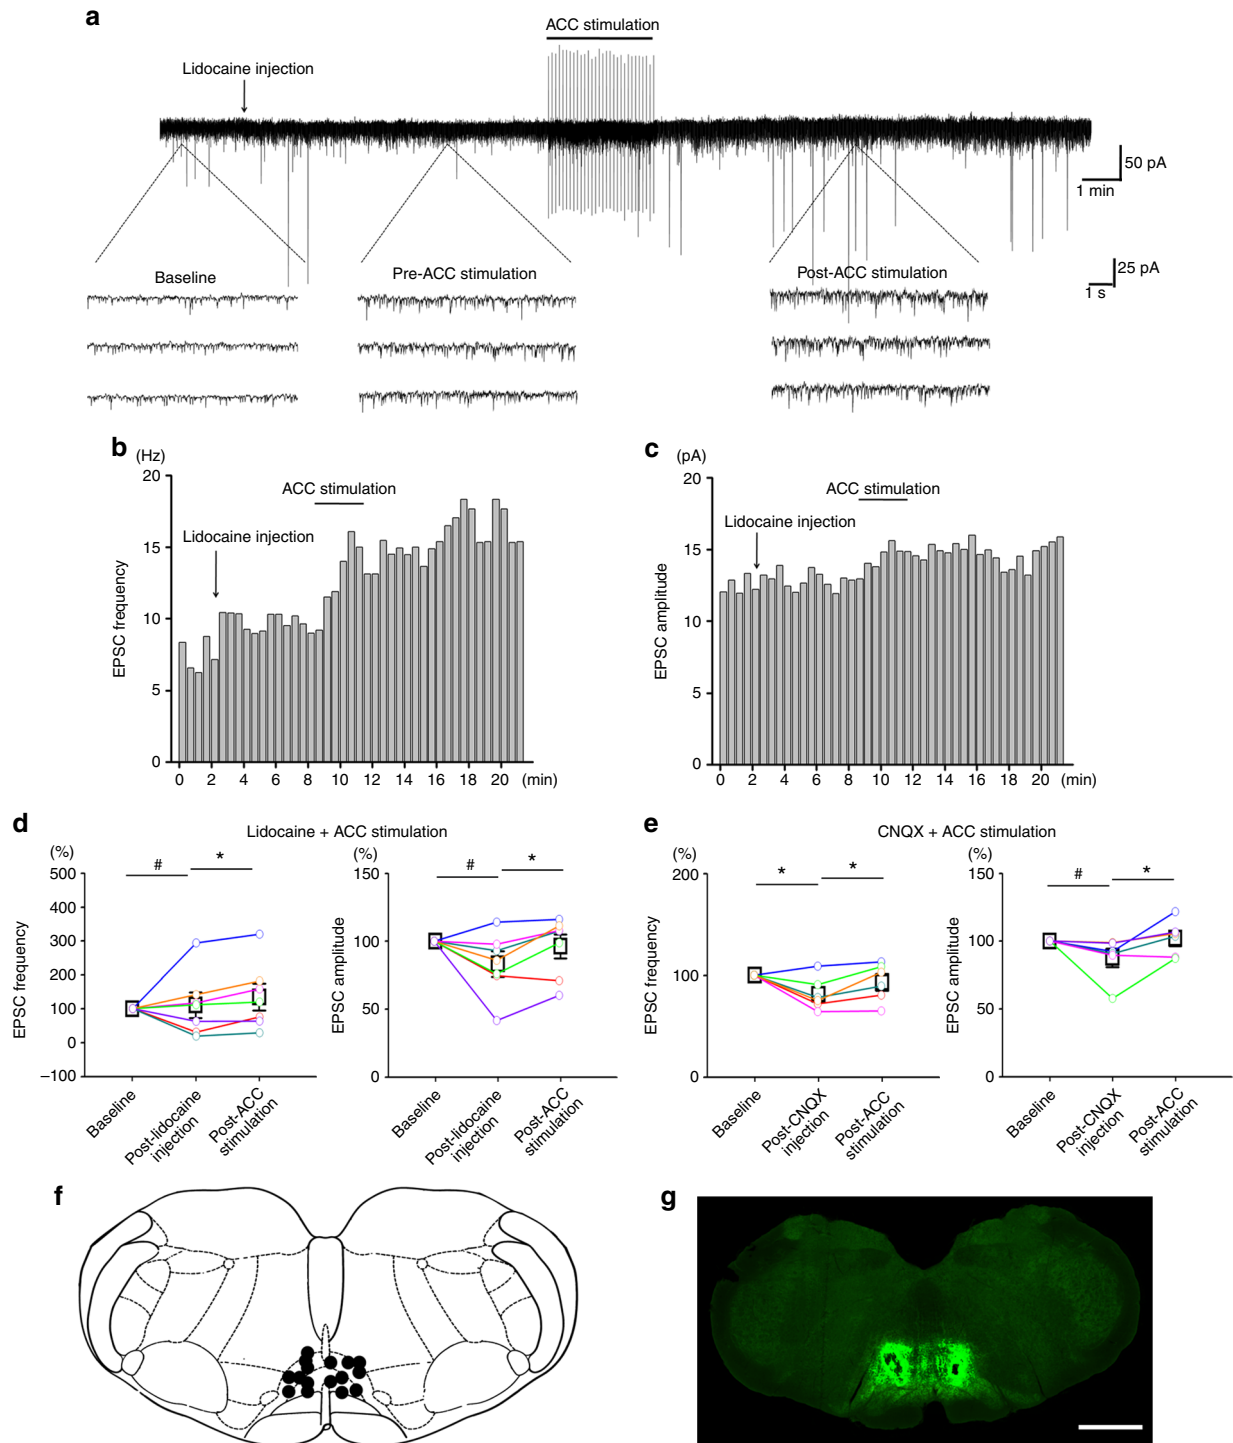 a
ACC stimulation
Lidocaine injection
50 pA
1 min
Baseline
Pre-ACC stimulation
Post-ACC stimulation
25 pA
1 s
b
(Hz)
20
15
10
5
0
EPSC frequency
ACC stimulation
Lidocaine injection
0 2 4 6 8 10 12 14 16 18 20 (min)
c
(pA)
20
15
10
5
0
EPSC amplitude
ACC stimulation
Lidocaine injection
0 2 4 6 8 10 12 14 16 18 20 (min)
d
Lidocaine + ACC stimulation
(%)
500
400
300
200
100
0
−100
EPSC frequency
# *
Baseline
Post-lidocaine
injection
Post-ACC
stimulation
(%)
150
100
50
0
EPSC amplitude
# *
Baseline
Post-lidocaine
injection
Post-ACC
stimulation
e
CNQX + ACC stimulation
(%)
200
100
0
EPSC frequency
* *
Baseline
Post-CNQX
injection
Post-ACC
stimulation
(%)
150
100
50
0
EPSC amplitude
# *
Baseline
Post-CNQX
injection
Post-ACC
stimulation
f
g